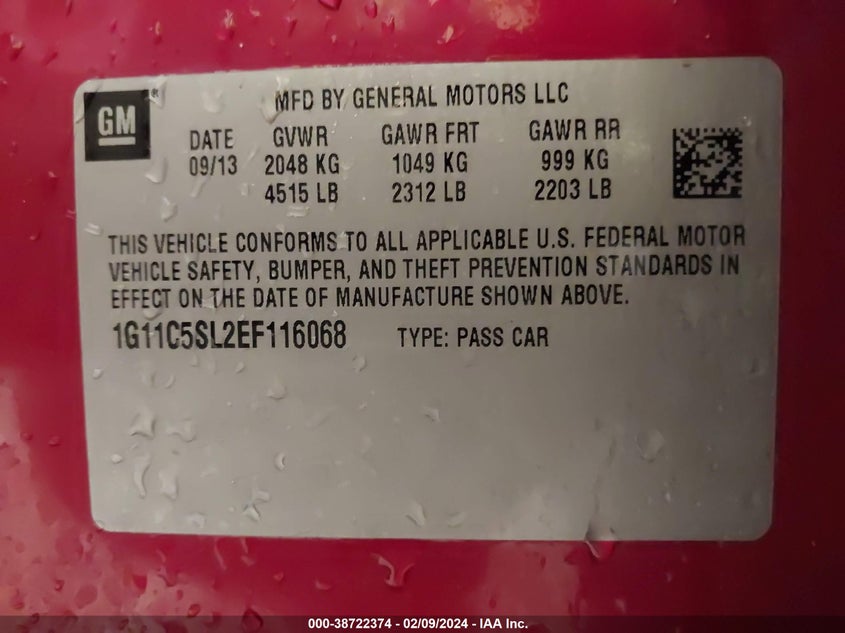 GM
MFD BY GENERAL MOTORS LLC
DATE GVWR GAWR FRT GAWR RR
09/13 2048 KG 1049 KG 999 KG
4515 LB 2312 LB 2203 LB
THIS VEHICLE CONFORMS TO ALL APPLICABLE U.S. FEDERAL MOTOR
VEHICLE SAFETY, BUMPER, AND THEFT PREVENTION STANDARDS IN
EFFECT ON THE DATE OF MANUFACTURE SHOWN ABOVE.
1G11C5SL2EF116068 TYPE: PASS CAR
000-38722374 - 02/09/2024 - IAA Inc.